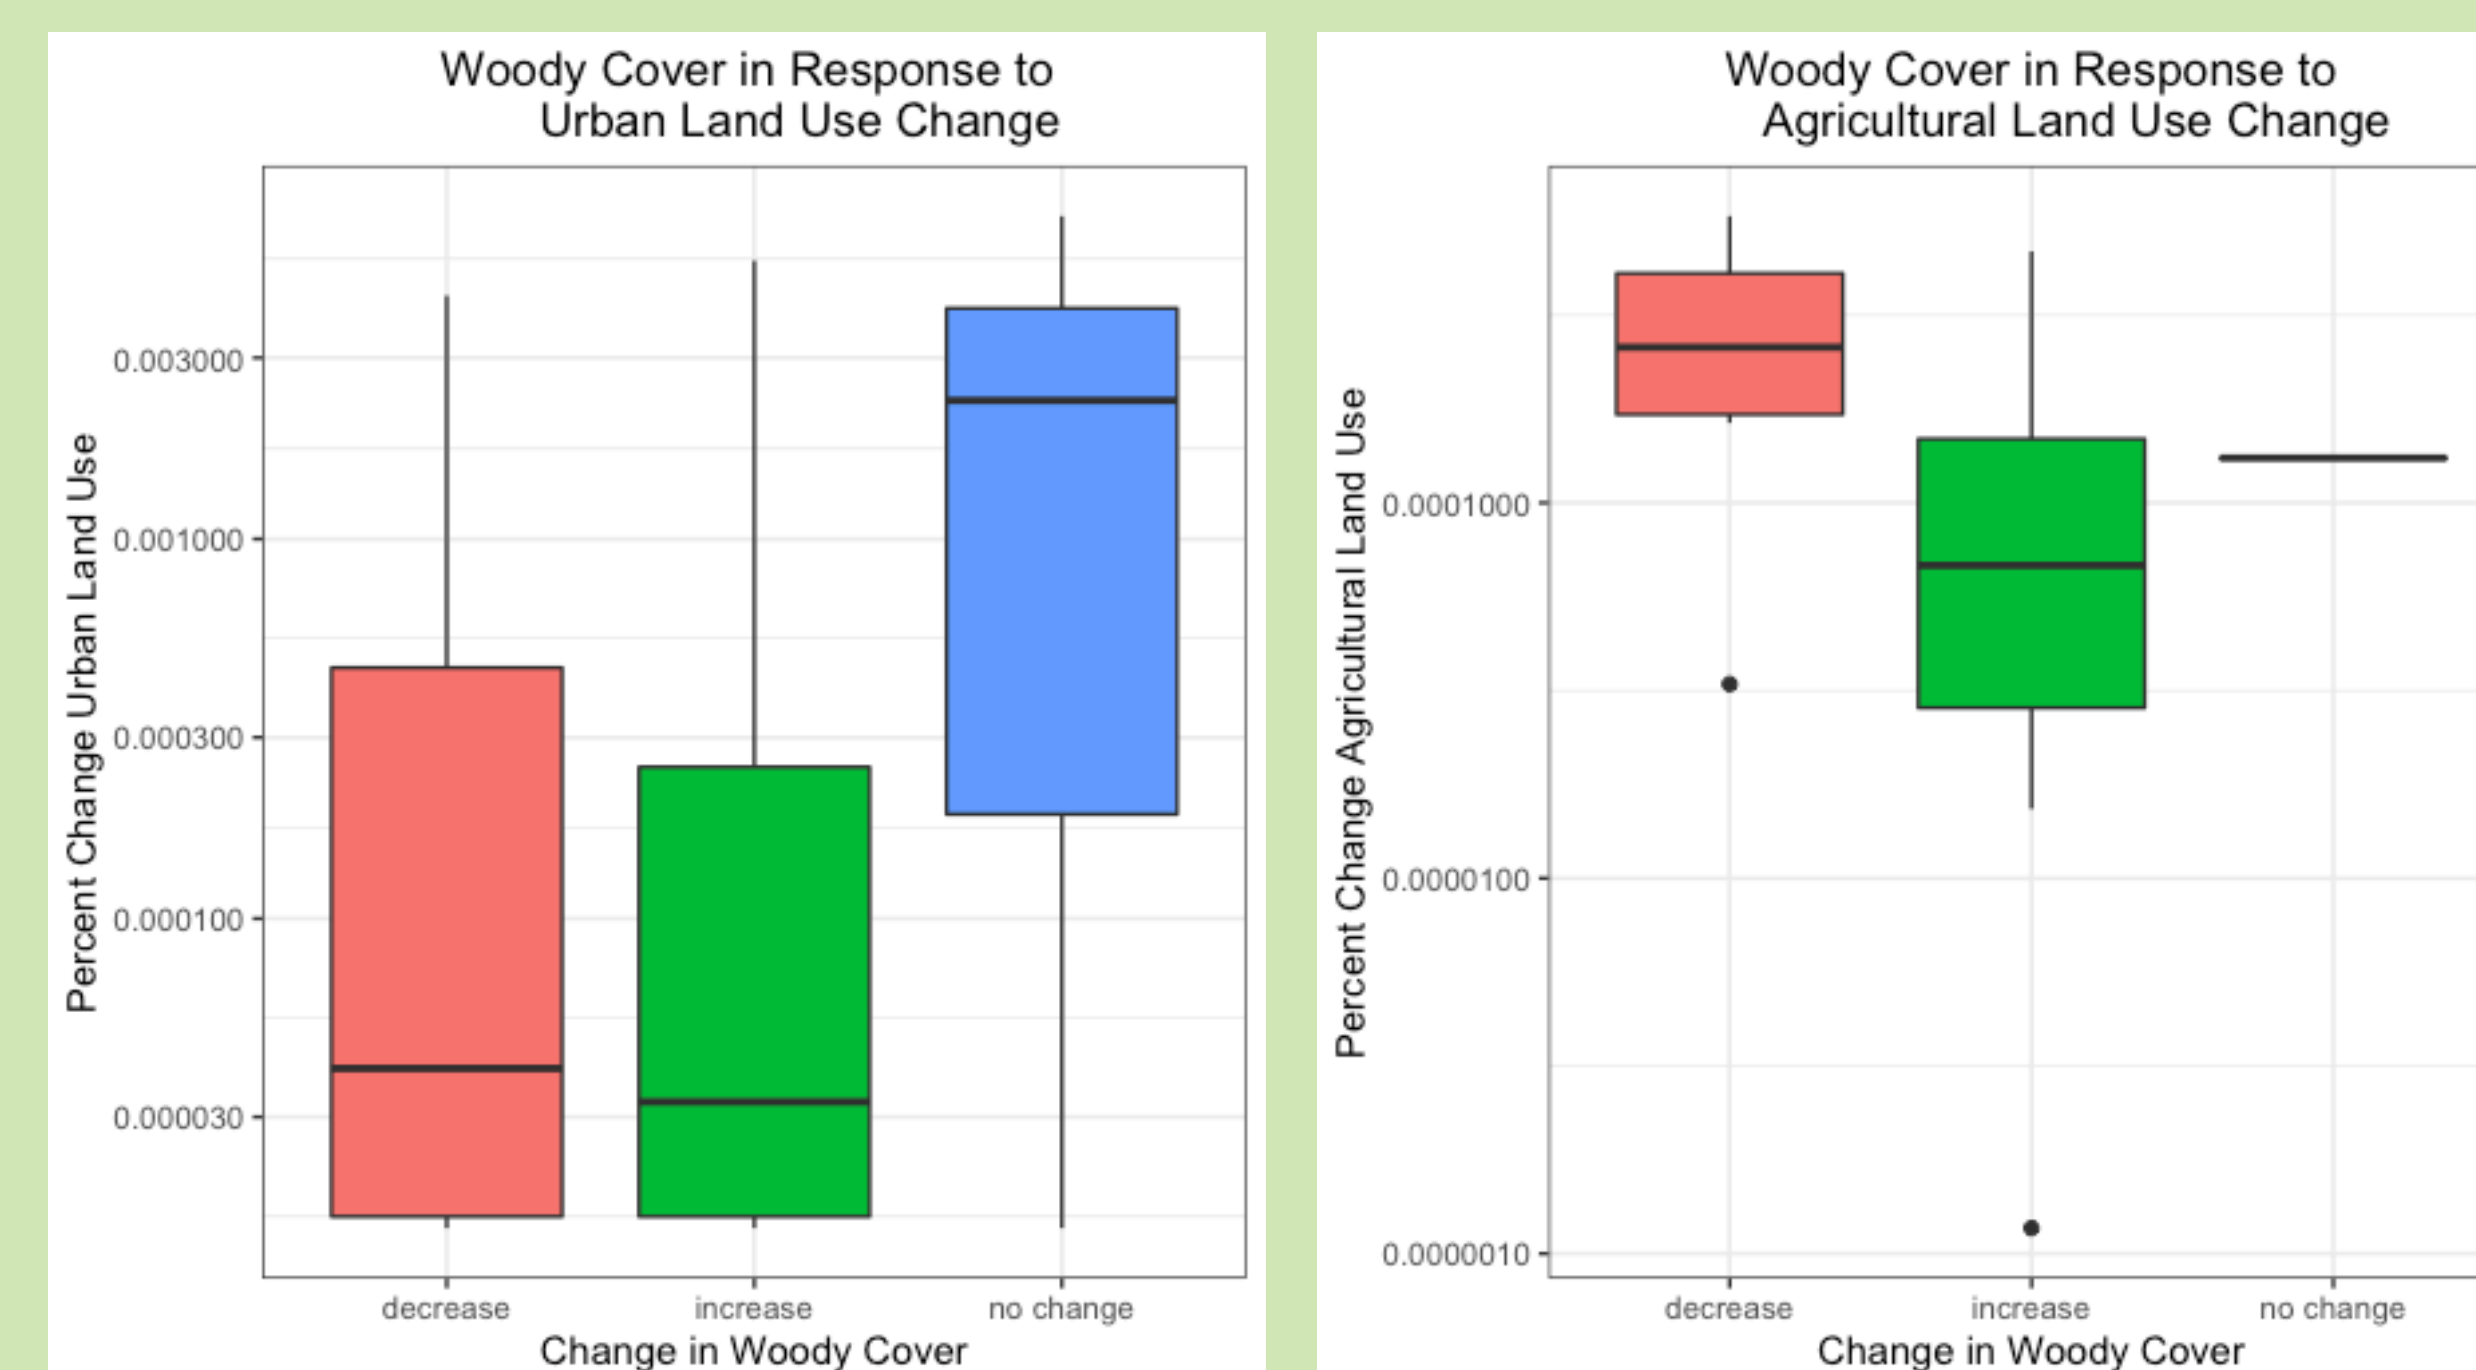 Woody Cover in Response to
Urban Land Use Change
Percent Change Urban Land Use
0.003000
0.001000
0.000300
0.000100
0.000030
decrease
increase
no change
Change in Woody Cover
Woody Cover in Response to
Agricultural Land Use Change
Percent Change Agricultural Land Use
0.0001000
0.0000100
0.0000010
decrease
increase
no change
Change in Woody Cover